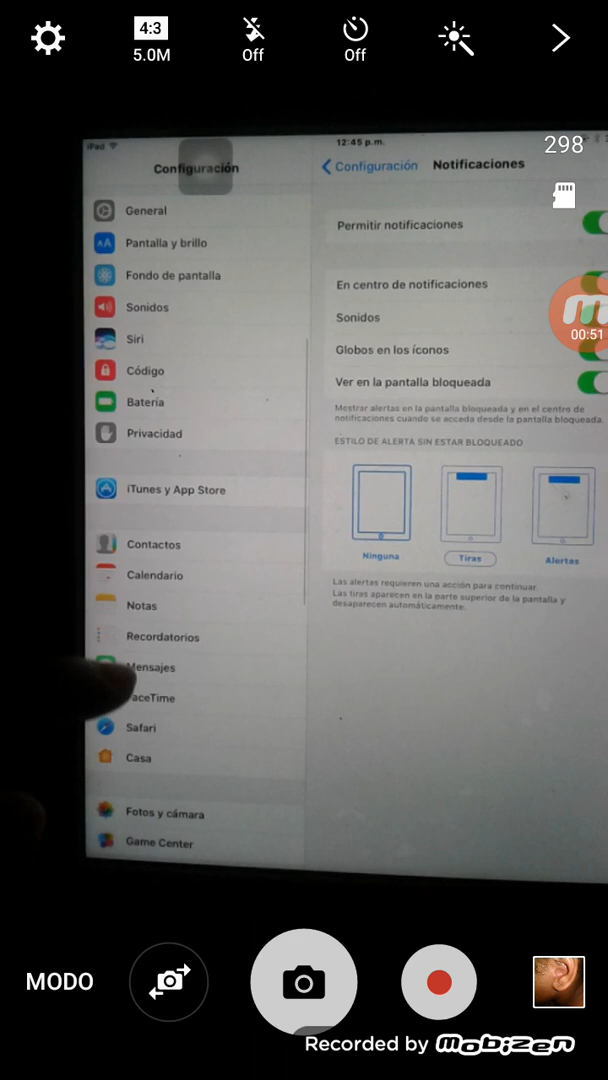 4:3
5.0M
Off
Off
298
00:51
iPad
12:45 p.m.
Configuración
Configuración
Notificaciones
General
Pantalla y brillo
Fondo de pantalla
Sonidos
Siri
Código
Batería
Privacidad
iTunes y App Store
Contactos
Calendario
Notas
Recordatorios
Mensajes
aceTime
Safari
Casa
Fotos y cámara
Game Center
Permitir notificaciones
En centro de notificaciones
Sonidos
Globos en los íconos
Ver en la pantalla bloqueada
Mostrar alertas en la pantalla bloqueada y en el centro de
notificaciones cuando se acceda desde la pantalla bloqueada.
ESTILO DE ALERTA SIN ESTAR BLOQUEADO
Ninguna
Tiras
Alertas
Las alertas requieren una acción para continuar.
Las tiras aparecen en la parte superior de la pantalla y
desaparecen automáticamente.
MODO
Recorded by mobizen